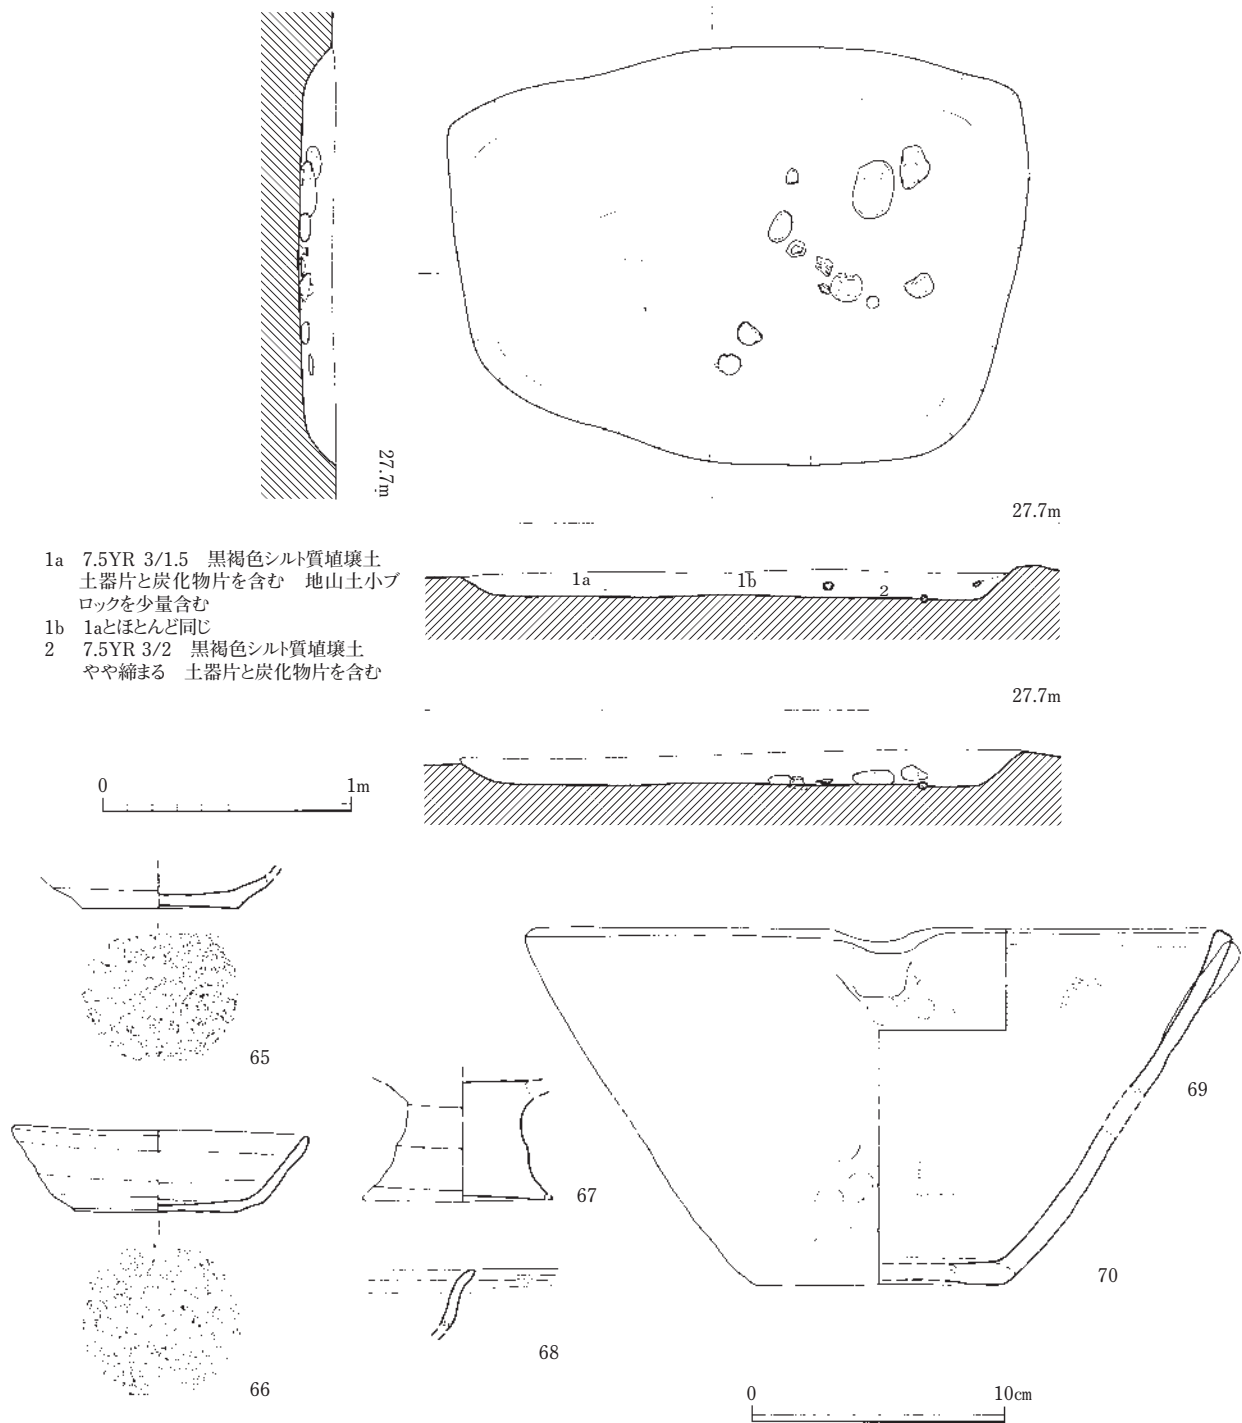 27.7m
27.7m
1a 7.5YR 3/1.5 黒褐色シルト質埴壌土
土器片と炭化物片を含む 地山土小ブ
ロックを少量含む
1b 1aとほとんど同じ
2 7.5YR 3/2 黒褐色シルト質埴壌土
やや締まる 土器片と炭化物片を含む
1a 1b 2
27.7m
0 1m
65
66
67
68
69
70
0 10cm